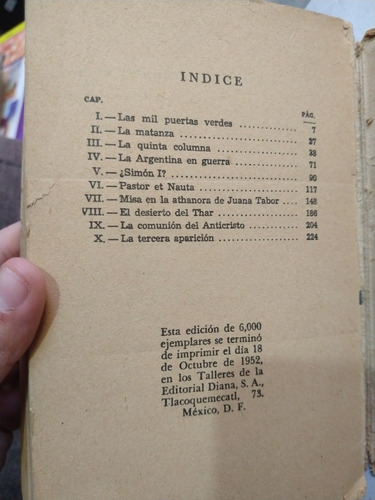 INDICE
CAP. PÁG.
I.—Las mil puertas verdes .................... 7
II.—La matanza .................... 27
III.—La quinta columna .................... 38
IV.—La Argentina en guerra .................... 71
V.—¿Simón I? .................... 90
VI.—Pastor et Nauta .................... 117
VII.—Misa en la athanora de Juana Tabor ....... 148
VIII.—El desierto del Thar .................... 186
IX.—La comunión del Anticristo .............. 204
X.—La tercera aparición .................... 224
Esta edición de 6,000
ejemplares se terminó
de imprimir el día 18
de Octubre de 1952,
en los Talleres de la
Editorial Diana, S. A.,
Tlacoquemecatl, 73.
México, D. F.